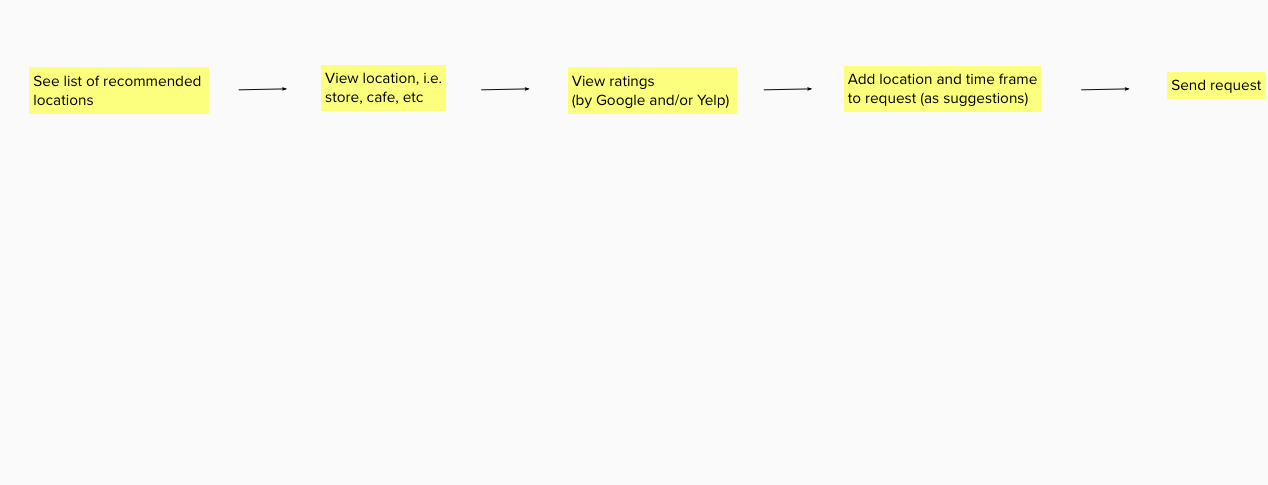 See list of recommended
locations
View location, i.e.
store, cafe, etc
View ratings
(by Google and/or Yelp)
Add location and time frame
to request (as suggestions)
Send request